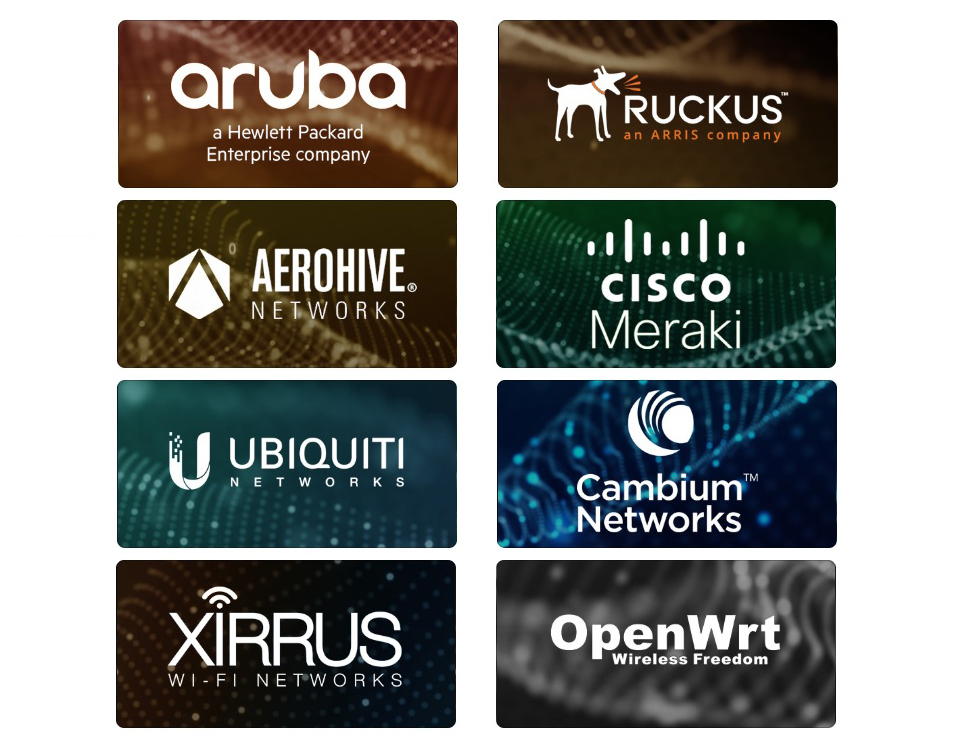 aruba
a Hewlett Packard
Enterprise company
RUCKUS™
an ARRIS company
AEROHIVE®
NETWORKS
CISCO
Meraki
UBIQUITI
NETWORKS
Cambium™
Networks
XIRRUS
WI-FI NETWORKS
OpenWrt
Wireless Freedom